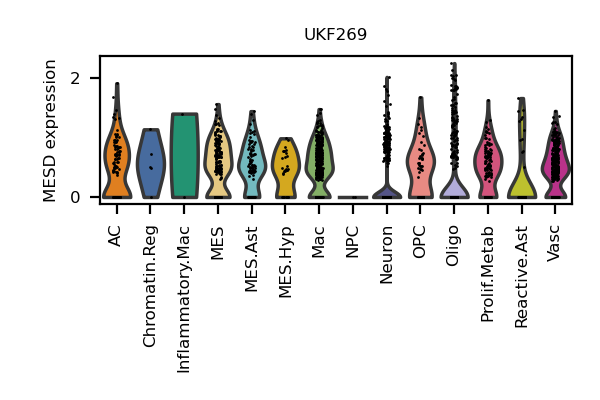 UKF269
MESD expression
2
0
AC
Chromatin.Reg
Inflammatory.Mac
MES
MES.Ast
MES.Hyp
Mac
NPC
Neuron
OPC
Oligo
Prolif.Metab
Reactive.Ast
Vasc